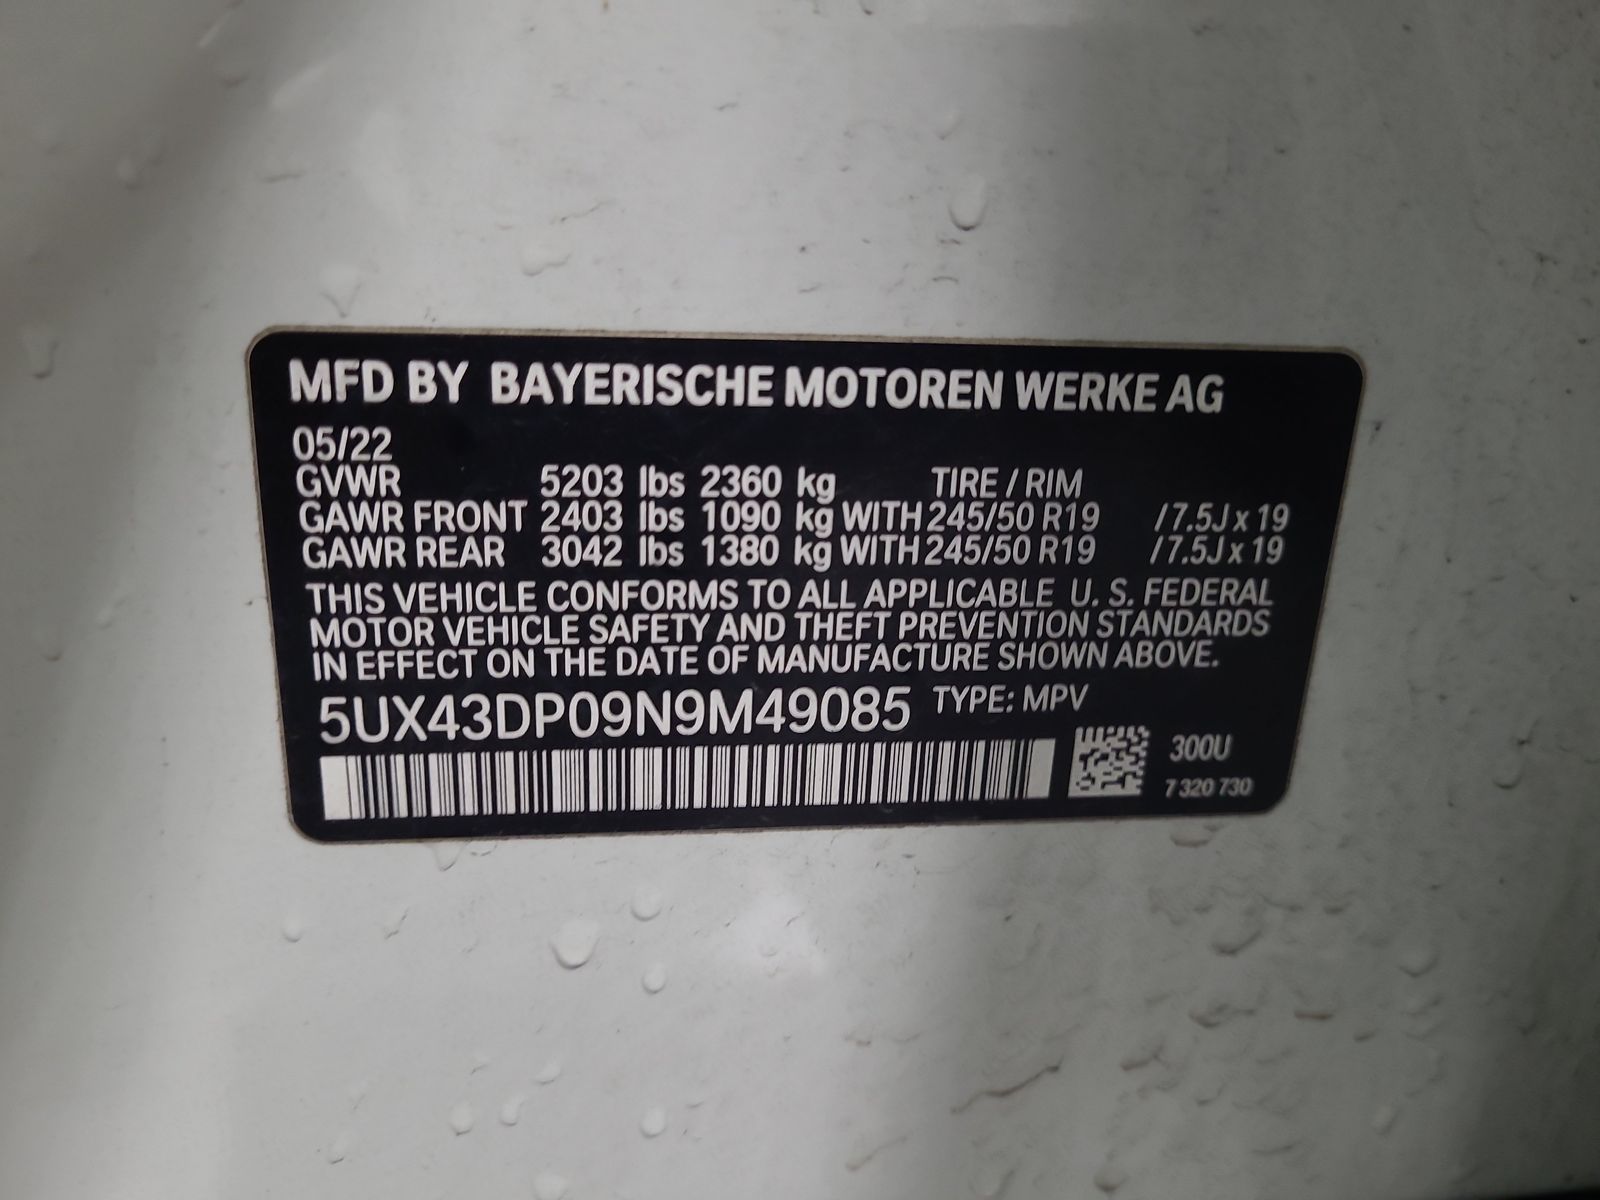 MFD BY BAYERISCHE MOTOREN WERKE AG
05/22
GVWR 5203 lbs 2360 kg TIRE / RIM
GAWR FRONT 2403 lbs 1090 kg WITH 245/50 R19 / 7.5J x 19
GAWR REAR 3042 lbs 1380 kg WITH 245/50 R19 / 7.5J x 19
THIS VEHICLE CONFORMS TO ALL APPLICABLE U. S. FEDERAL
MOTOR VEHICLE SAFETY AND THEFT PREVENTION STANDARDS
IN EFFECT ON THE DATE OF MANUFACTURE SHOWN ABOVE.
5UX43DP09N9M49085 TYPE: MPV
300U
7 320 730